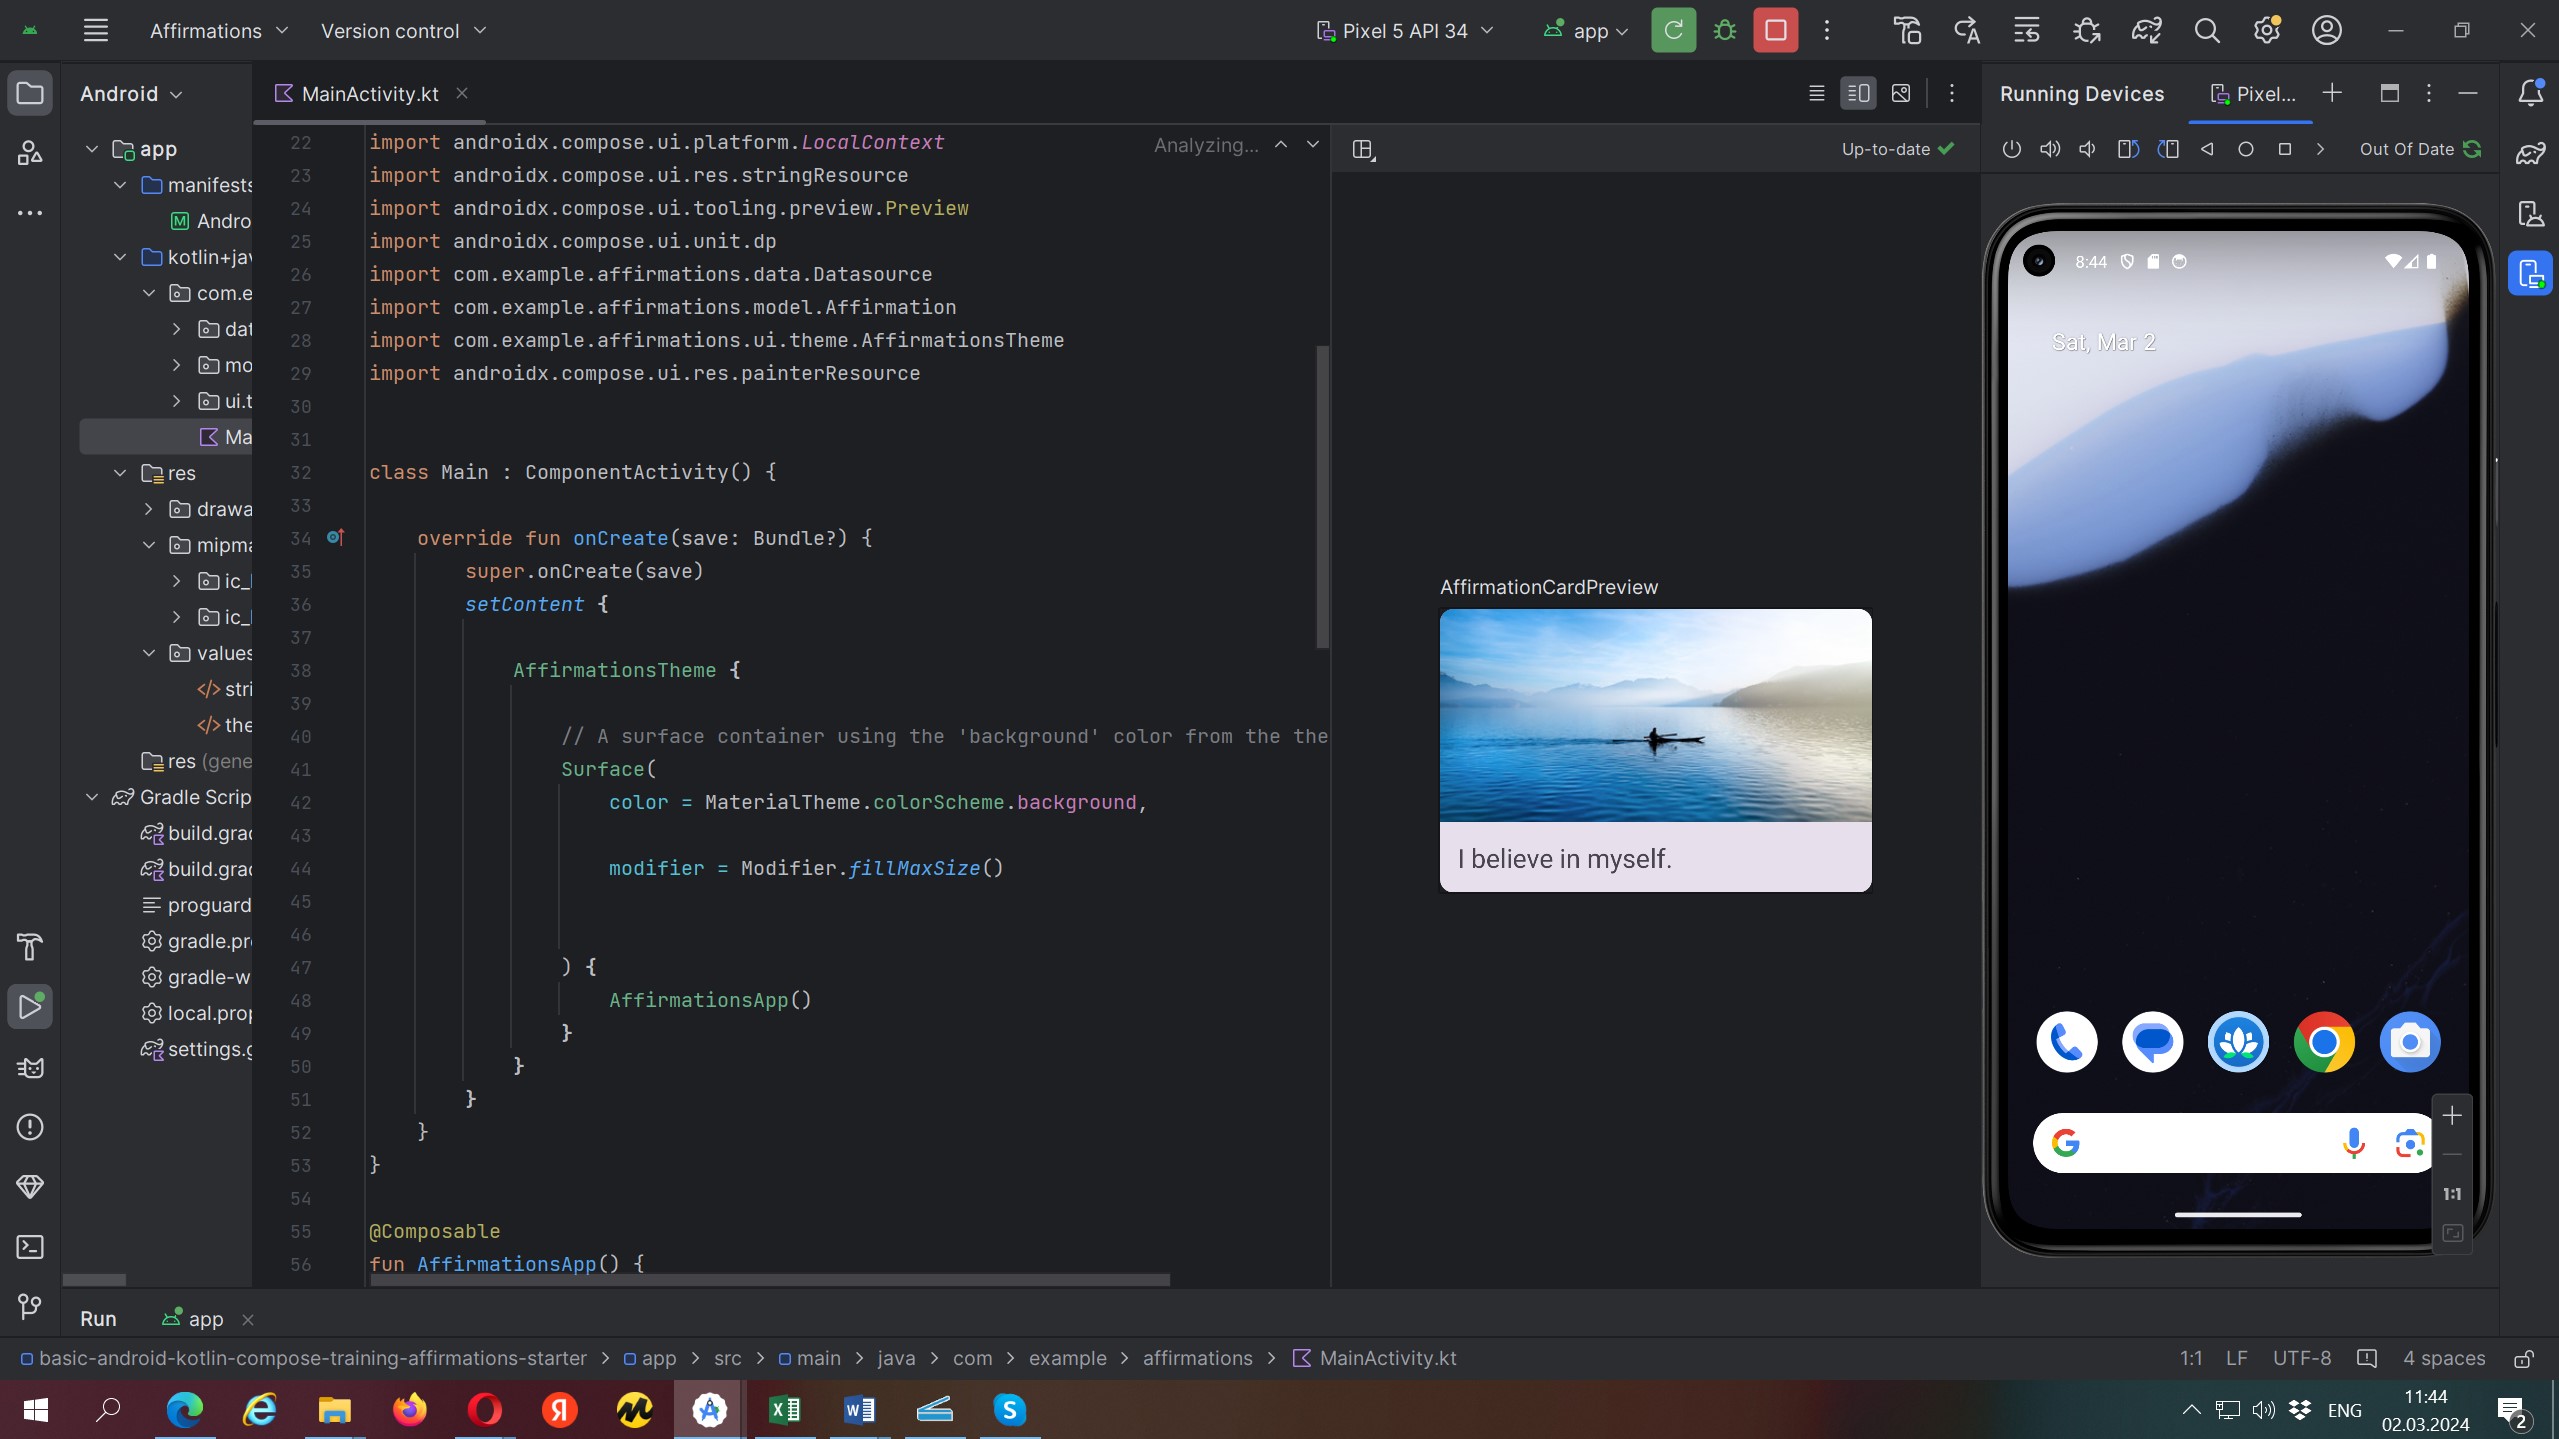 Affirmations
Version control
Pixel 5 API 34
app
Android
app
manifests
Andro
kotlin+jav
com.e
dat
mo
ui.t
Ma
res
drawa
mipma
ic_l
ic_l
values
stri
the
res (gene
Gradle Scrip
build.grad
build.grad
proguard
gradle.pro
gradle-w
local.prop
settings.g
MainActivity.kt
Analyzing...
22 import androidx.compose.ui.platform.LocalContext
23 import androidx.compose.ui.res.stringResource
24 import androidx.compose.ui.tooling.preview.Preview
25 import androidx.compose.ui.unit.dp
26 import com.example.affirmations.data.Datasource
27 import com.example.affirmations.model.Affirmation
28 import com.example.affirmations.ui.theme.AffirmationsTheme
29 import androidx.compose.ui.res.painterResource
30
31
32 class Main : ComponentActivity() {
33
34 override fun onCreate(save: Bundle?) {
35 super.onCreate(save)
36 setContent {
37
38 AffirmationsTheme {
39
40 // A surface container using the 'background' color from the the
41 Surface(
42 color = MaterialTheme.colorScheme.background,
43
44 modifier = Modifier.fillMaxSize()
45
46
47 ) {
48 AffirmationsApp()
49 }
50 }
51 }
52 }
53 }
54
55 @Composable
56 fun AffirmationsApp() {
Up-to-date
AffirmationCardPreview
I believe in myself.
Running Devices
Pixel...
Out Of Date
8:44
Sat, Mar 2
1:1
Run
app
basic-android-kotlin-compose-training-affirmations-starter > app > src > main > java > com > example > affirmations > MainActivity.kt
1:1 LF UTF-8 4 spaces
ENG
11:44
02.03.2024
2